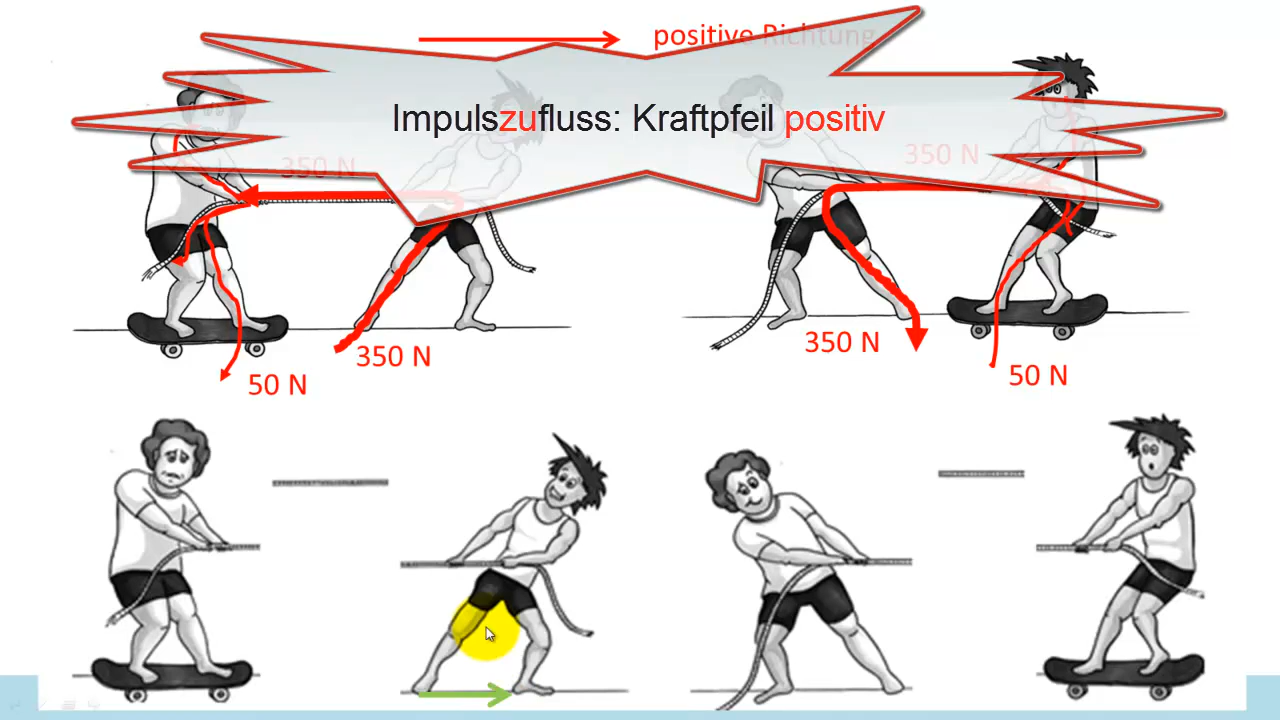 positive Richtung
Impulszufluss: Kraftpfeil positiv
350 N
350 N
350 N
350 N
50 N
50 N